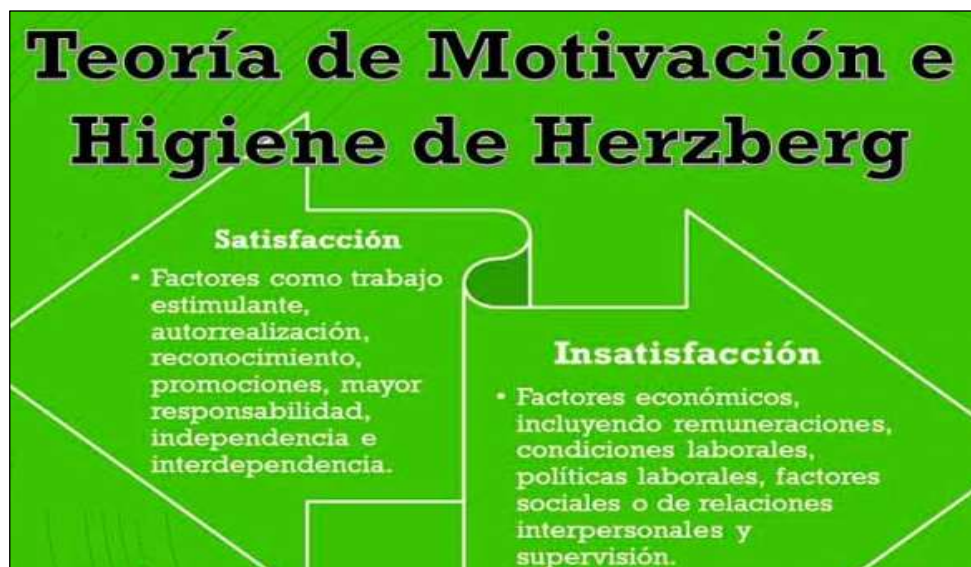 Teoría de Motivación e
Higiene de Herzberg
Satisfacción
• Factores como trabajo
estimulante,
autorrealización,
reconocimiento,
promociones, mayor
responsabilidad,
independencia e
interdependencia.
Insatisfacción
• Factores económicos,
incluyendo remuneraciones,
condiciones laborales,
políticas laborales, factores
sociales o de relaciones
interpersonales y
supervisión.